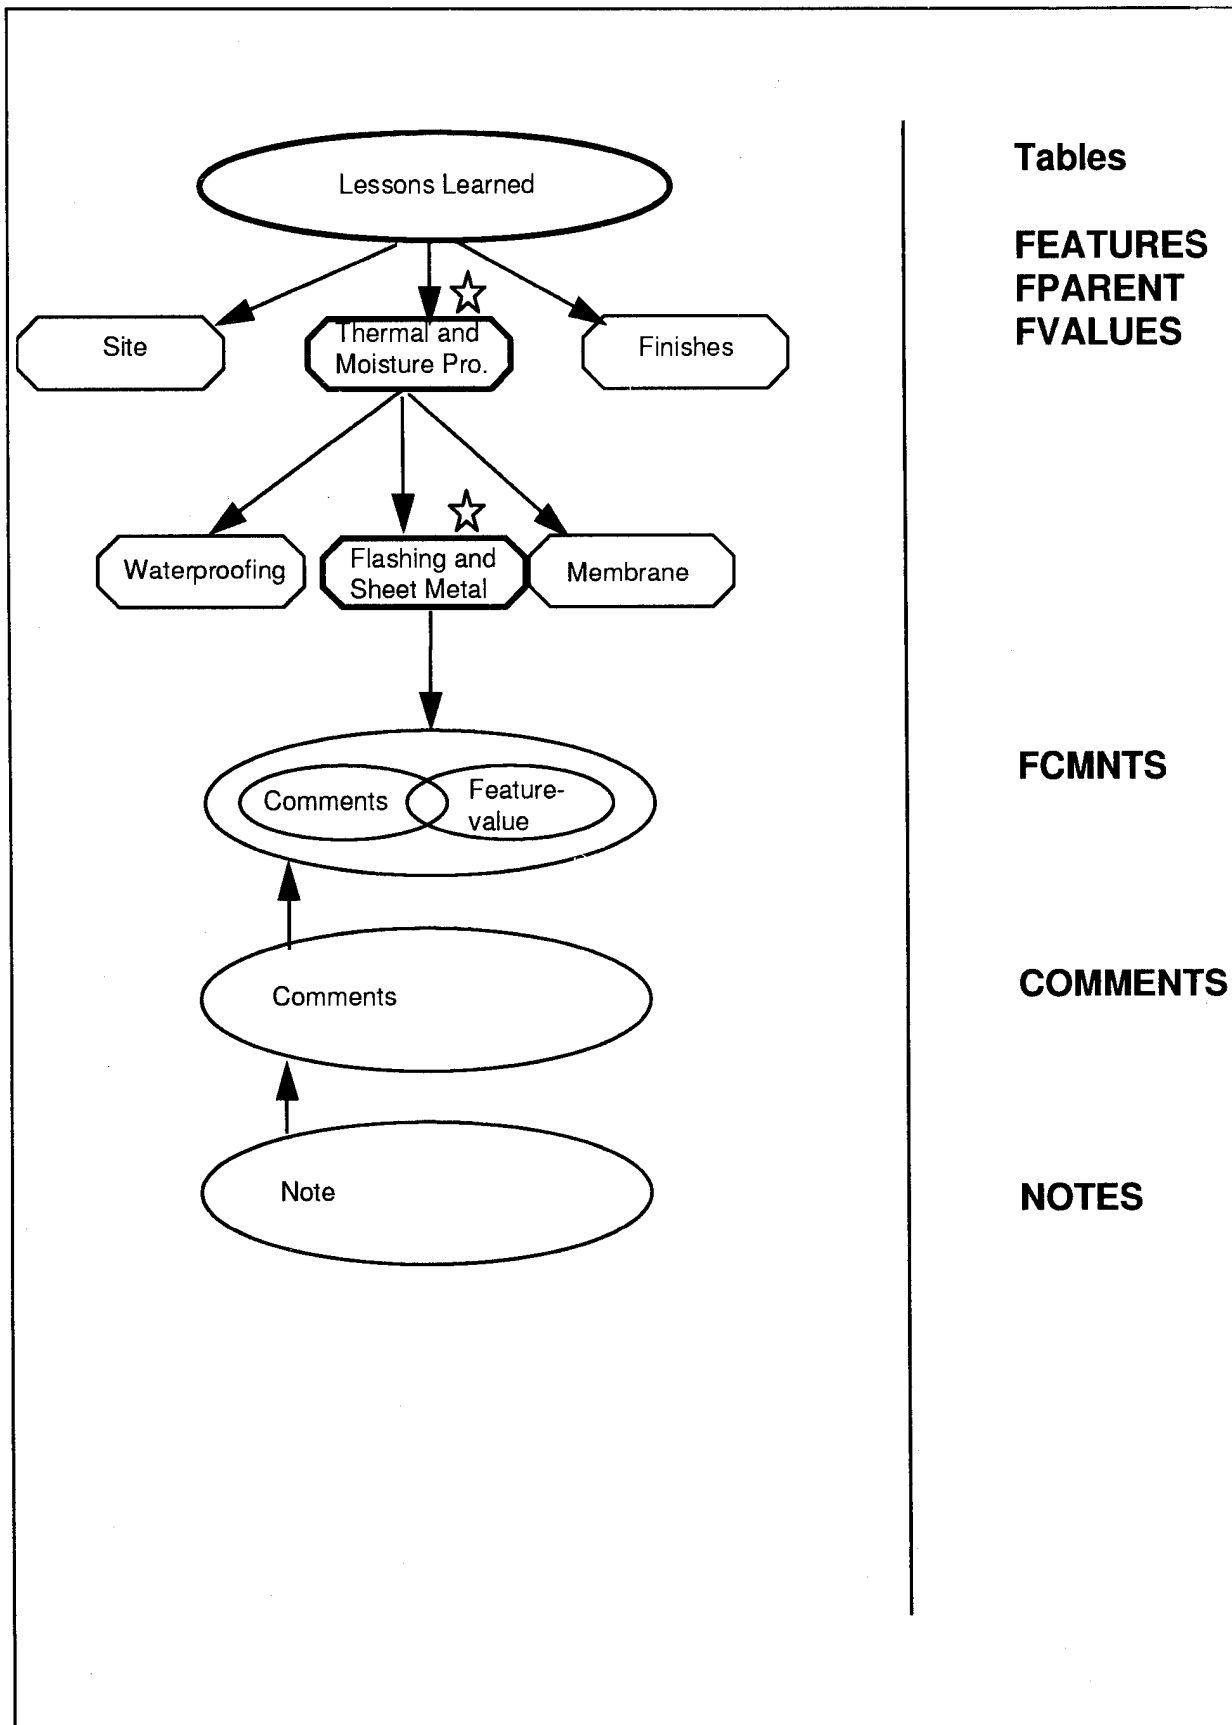 Lessons Learned
Site
Thermal and
Moisture Pro.
Finishes
Waterproofing
Flashing and
Sheet Metal
Membrane
Comments
Feature-
value
Comments
Note
Tables
FEATURES
FPARENT
FVALUES
FCMNTS
COMMENTS
NOTES